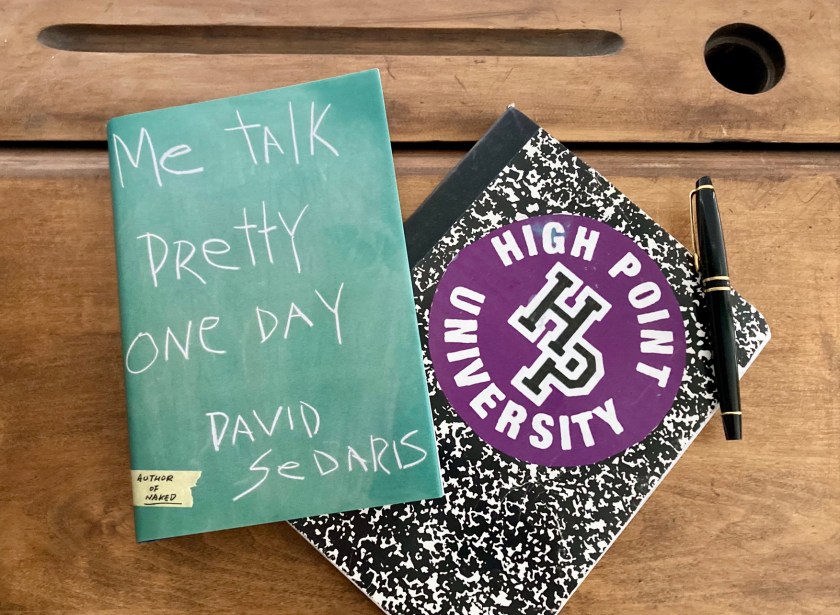 Me talk
pretty
one day
David
Sedaris
AUTHOR
OF
NAKED
HIGH POINT
UNIVERSITY
HP